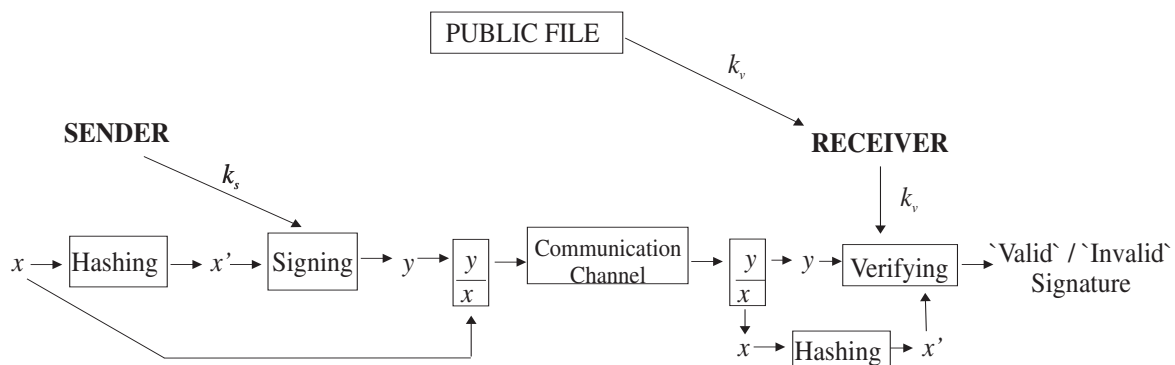 PUBLIC FILE
k_v
SENDER
RECEIVER
k_s
k_v
x Hashing x' Signing y y/x Communication Channel y/x y Verifying `Valid` / `Invalid` Signature
x Hashing x'